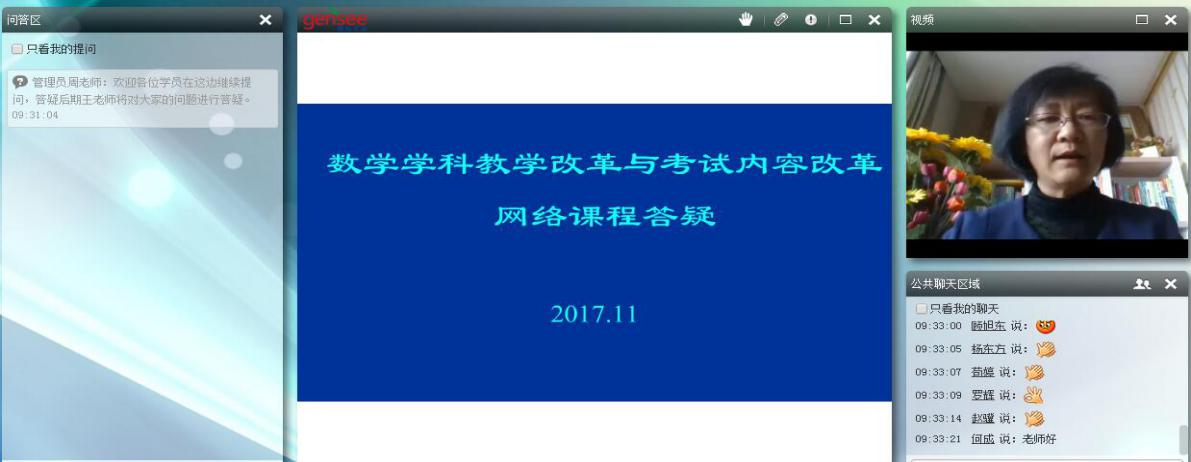 问答区
只看我的提问
管理员周老师：欢迎各位学员在这边继续提
问，答疑后期王老师将对大家的问题进行答疑。
09:31:04
gensee
数学学科教学改革与考试内容改革
网络课程答疑
2017.11
视频
公共聊天区域
只看我的聊天
09:33:00 顾旭东 说：
09:33:05 杨东方 说：
09:33:07 苟婷 说：
09:33:09 罗辉 说：
09:33:14 赵骥 说：
09:33:21 何成 说：老师好